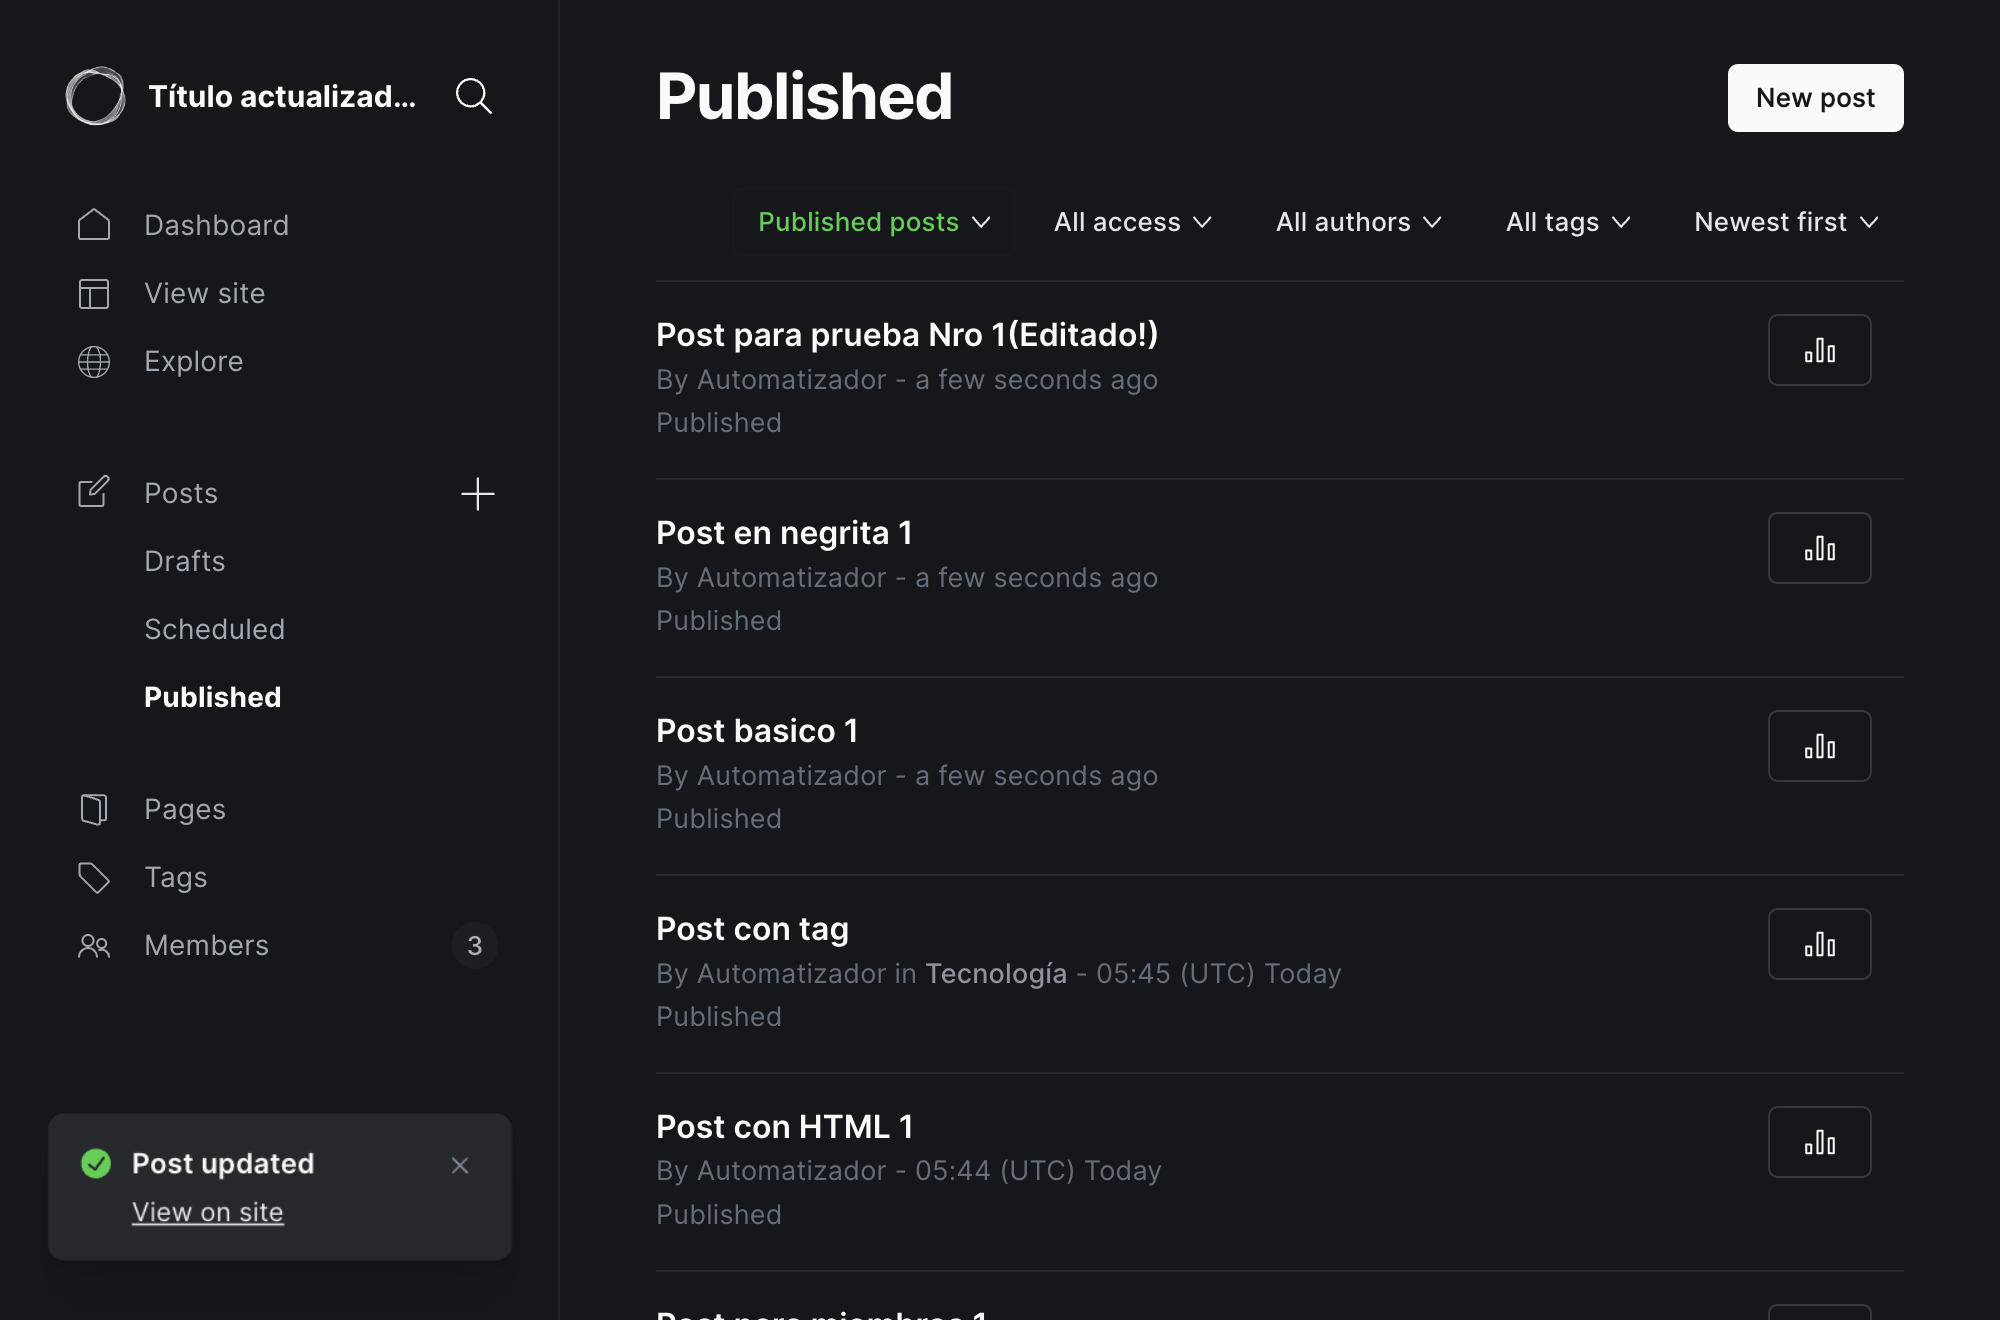 Título actualizad...
Dashboard
View site
Explore
Posts
Drafts
Scheduled
Published
Pages
Tags
Members
3
Post updated
View on site
Published
New post
Published posts
All access
All authors
All tags
Newest first
Post para prueba Nro 1(Editado!)
By Automatizador - a few seconds ago
Published
Post en negrita 1
By Automatizador - a few seconds ago
Published
Post basico 1
By Automatizador - a few seconds ago
Published
Post con tag
By Automatizador in Tecnología - 05:45 (UTC) Today
Published
Post con HTML 1
By Automatizador - 05:44 (UTC) Today
Published
Post para miembros 1